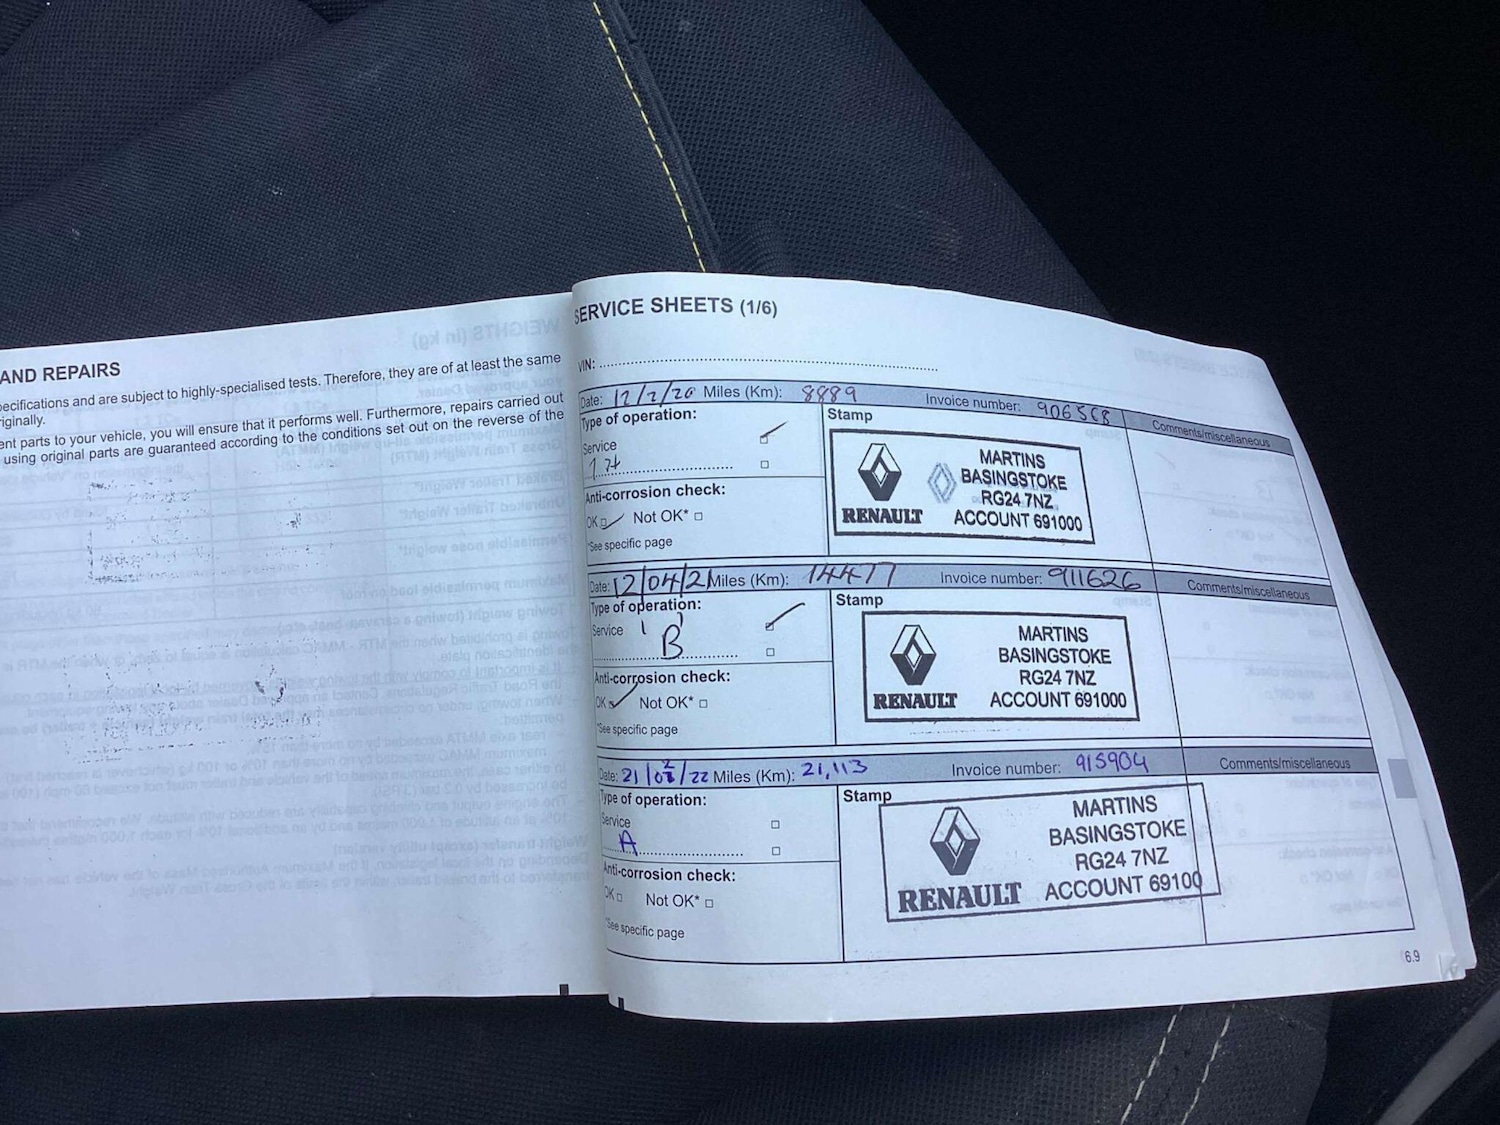 AND REPAIRS
pecifications and are subject to highly-specialised tests. Therefore, they are of at least the same
riginally.
ent parts to your vehicle, you will ensure that it performs well. Furthermore, repairs carried out
using original parts are guaranteed according to the conditions set out on the reverse of the
SERVICE SHEETS (1/6)
VIN:
Date: 12/2/20 Miles (Km): 8889 Invoice number: 906568 Comments/miscellaneous
Type of operation:
Service
Stamp
Anti-corrosion check:
OK Not OK*
*See specific page
RENAULT
MARTINS
BASINGSTOKE
RG24 7NZ
ACCOUNT 691000
Date: 12/04/21 Miles (Km): 14477 Invoice number: 911626 Comments/miscellaneous
Type of operation:
Service 'B'
Stamp
Anti-corrosion check:
OK Not OK*
*See specific page
RENAULT
MARTINS
BASINGSTOKE
RG24 7NZ
ACCOUNT 691000
Date: 21/02/22 Miles (Km): 21,113 Invoice number: 915904 Comments/miscellaneous
Type of operation:
Service
A
Stamp
Anti-corrosion check:
OK Not OK*
*See specific page
RENAULT
MARTINS
BASINGSTOKE
RG24 7NZ
ACCOUNT 69100
6.9